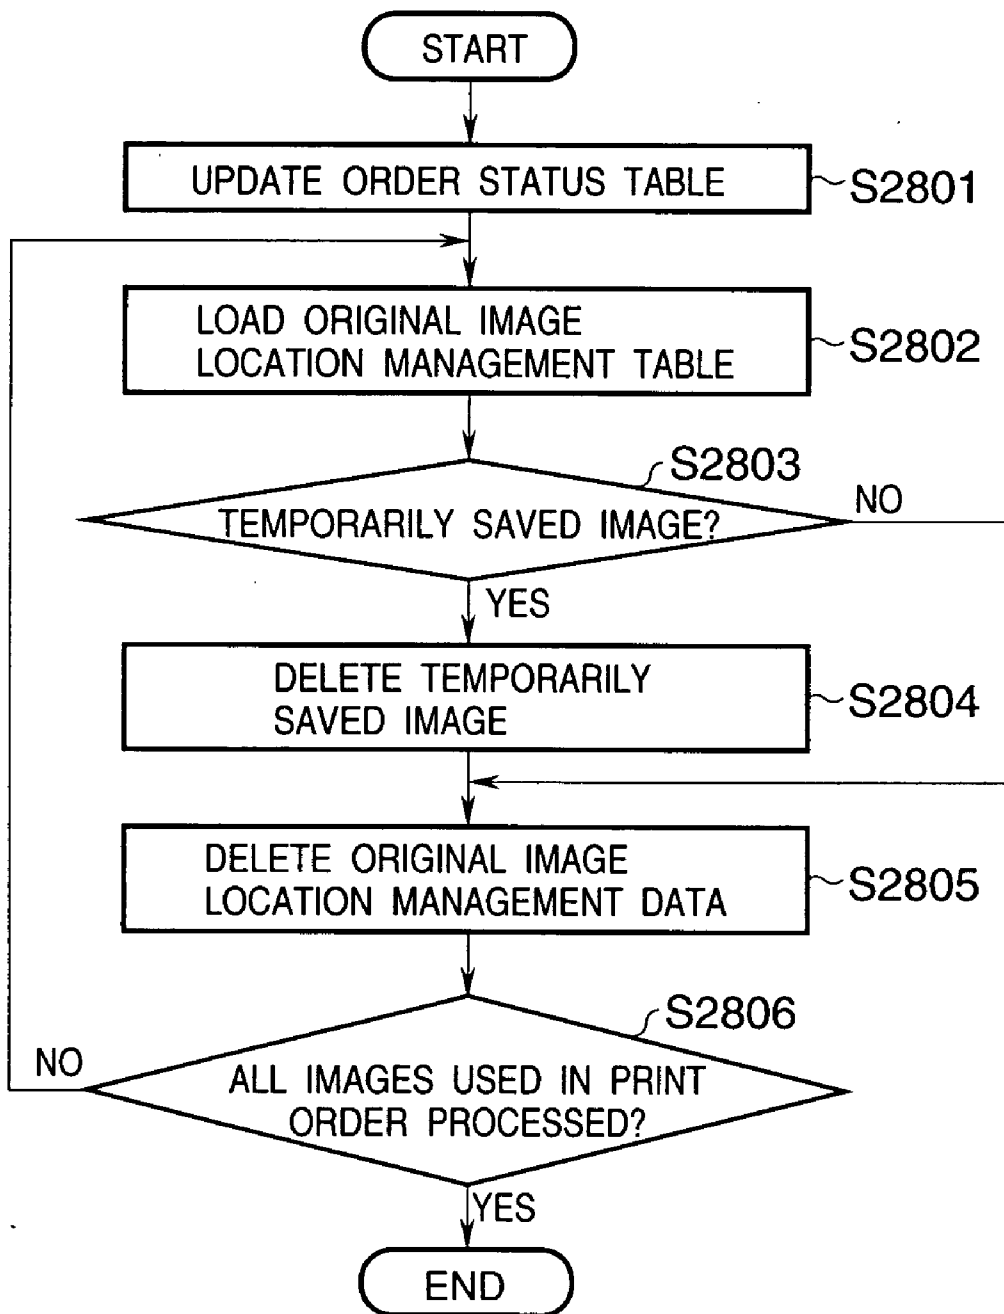 START
UPDATE ORDER STATUS TABLE
S2801
LOAD ORIGINAL IMAGE
LOCATION MANAGEMENT TABLE
S2802
S2803
TEMPORARILY SAVED IMAGE?
NO
YES
DELETE TEMPORARILY
SAVED IMAGE
S2804
DELETE ORIGINAL IMAGE
LOCATION MANAGEMENT DATA
S2805
S2806
NO
ALL IMAGES USED IN PRINT
ORDER PROCESSED?
YES
END